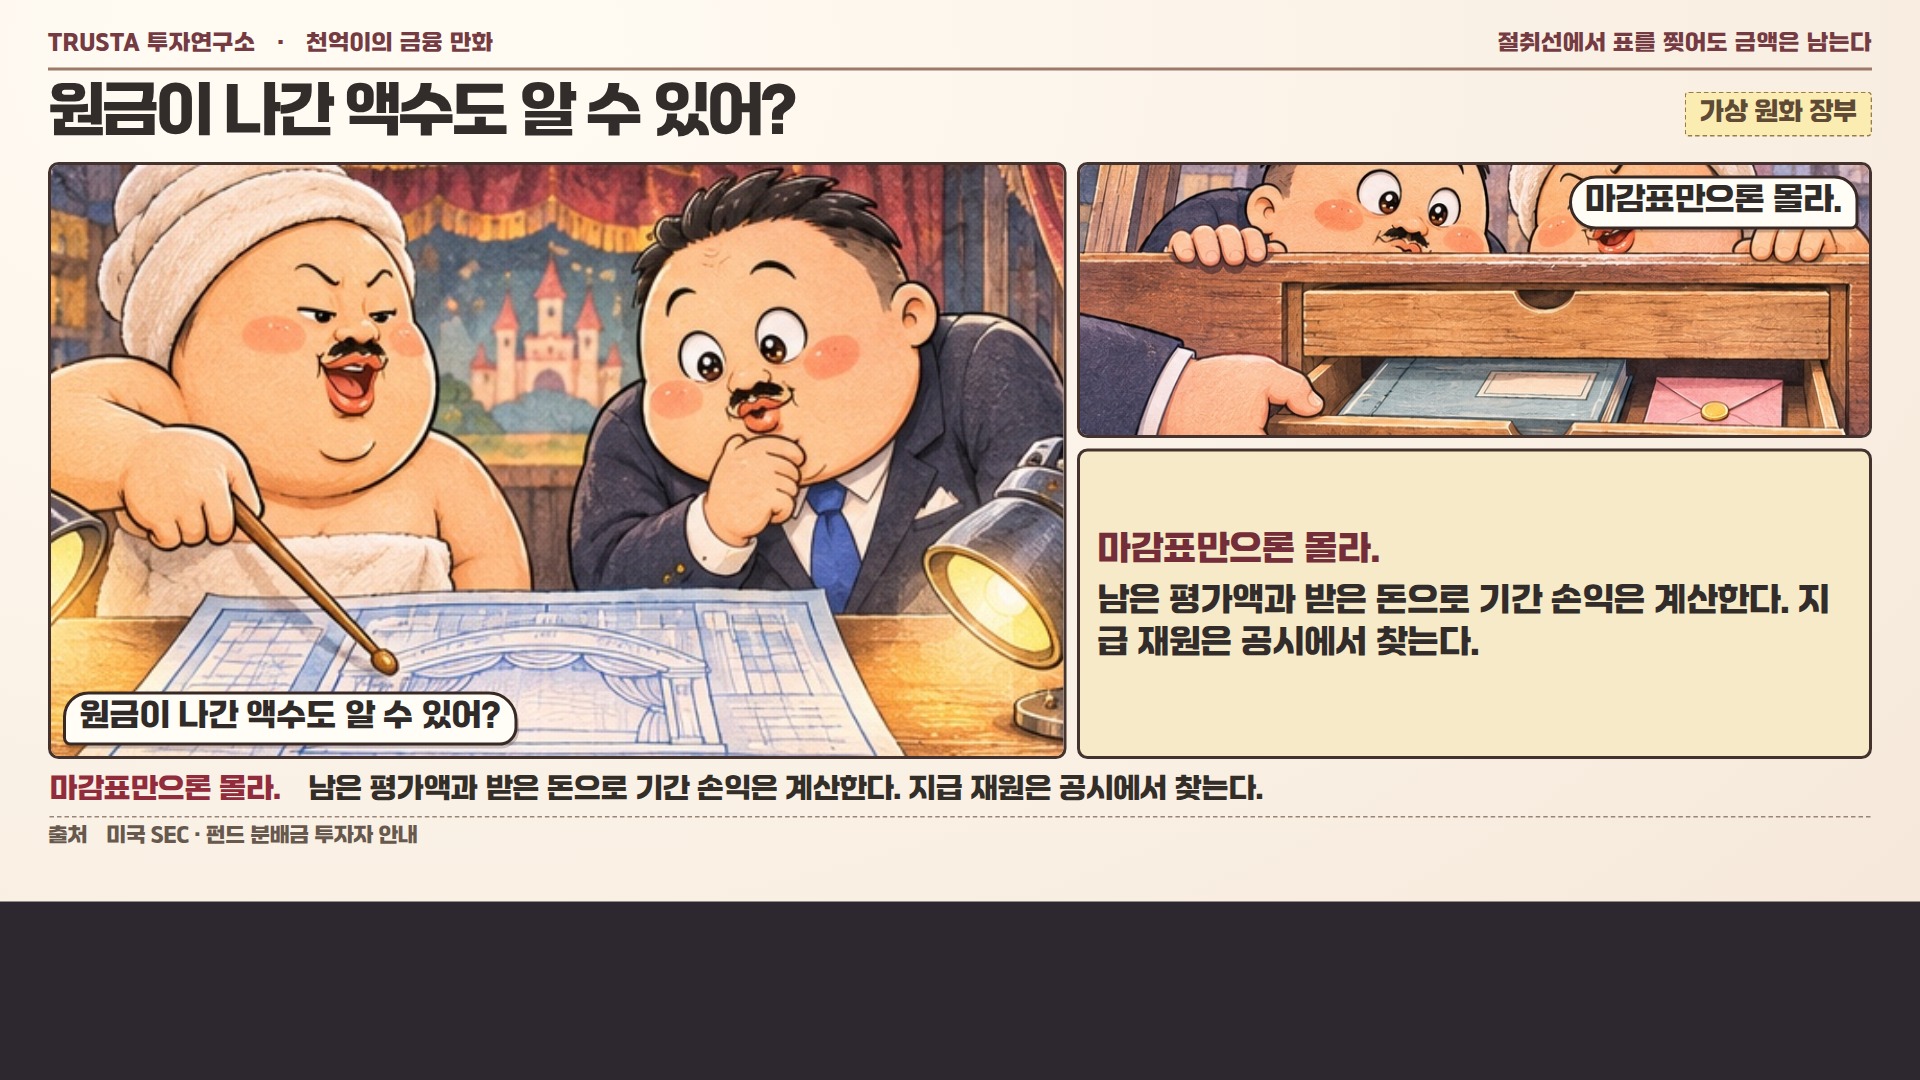 TRUSTA 투자연구소 · 천억이의 금융 만화
절취선에서 표를 찢어도 금액은 남는다
원금이 나간 액수도 알 수 있어?
가상 원화 장부
마감표만으론 몰라.
원금이 나간 액수도 알 수 있어?
마감표만으론 몰라.
남은 평가액과 받은 돈으로 기간 손익은 계산한다. 지
급 재원은 공시에서 찾는다.
마감표만으론 몰라. 남은 평가액과 받은 돈으로 기간 손익은 계산한다. 지급 재원은 공시에서 찾는다.
출처 미국 SEC · 펀드 분배금 투자자 안내